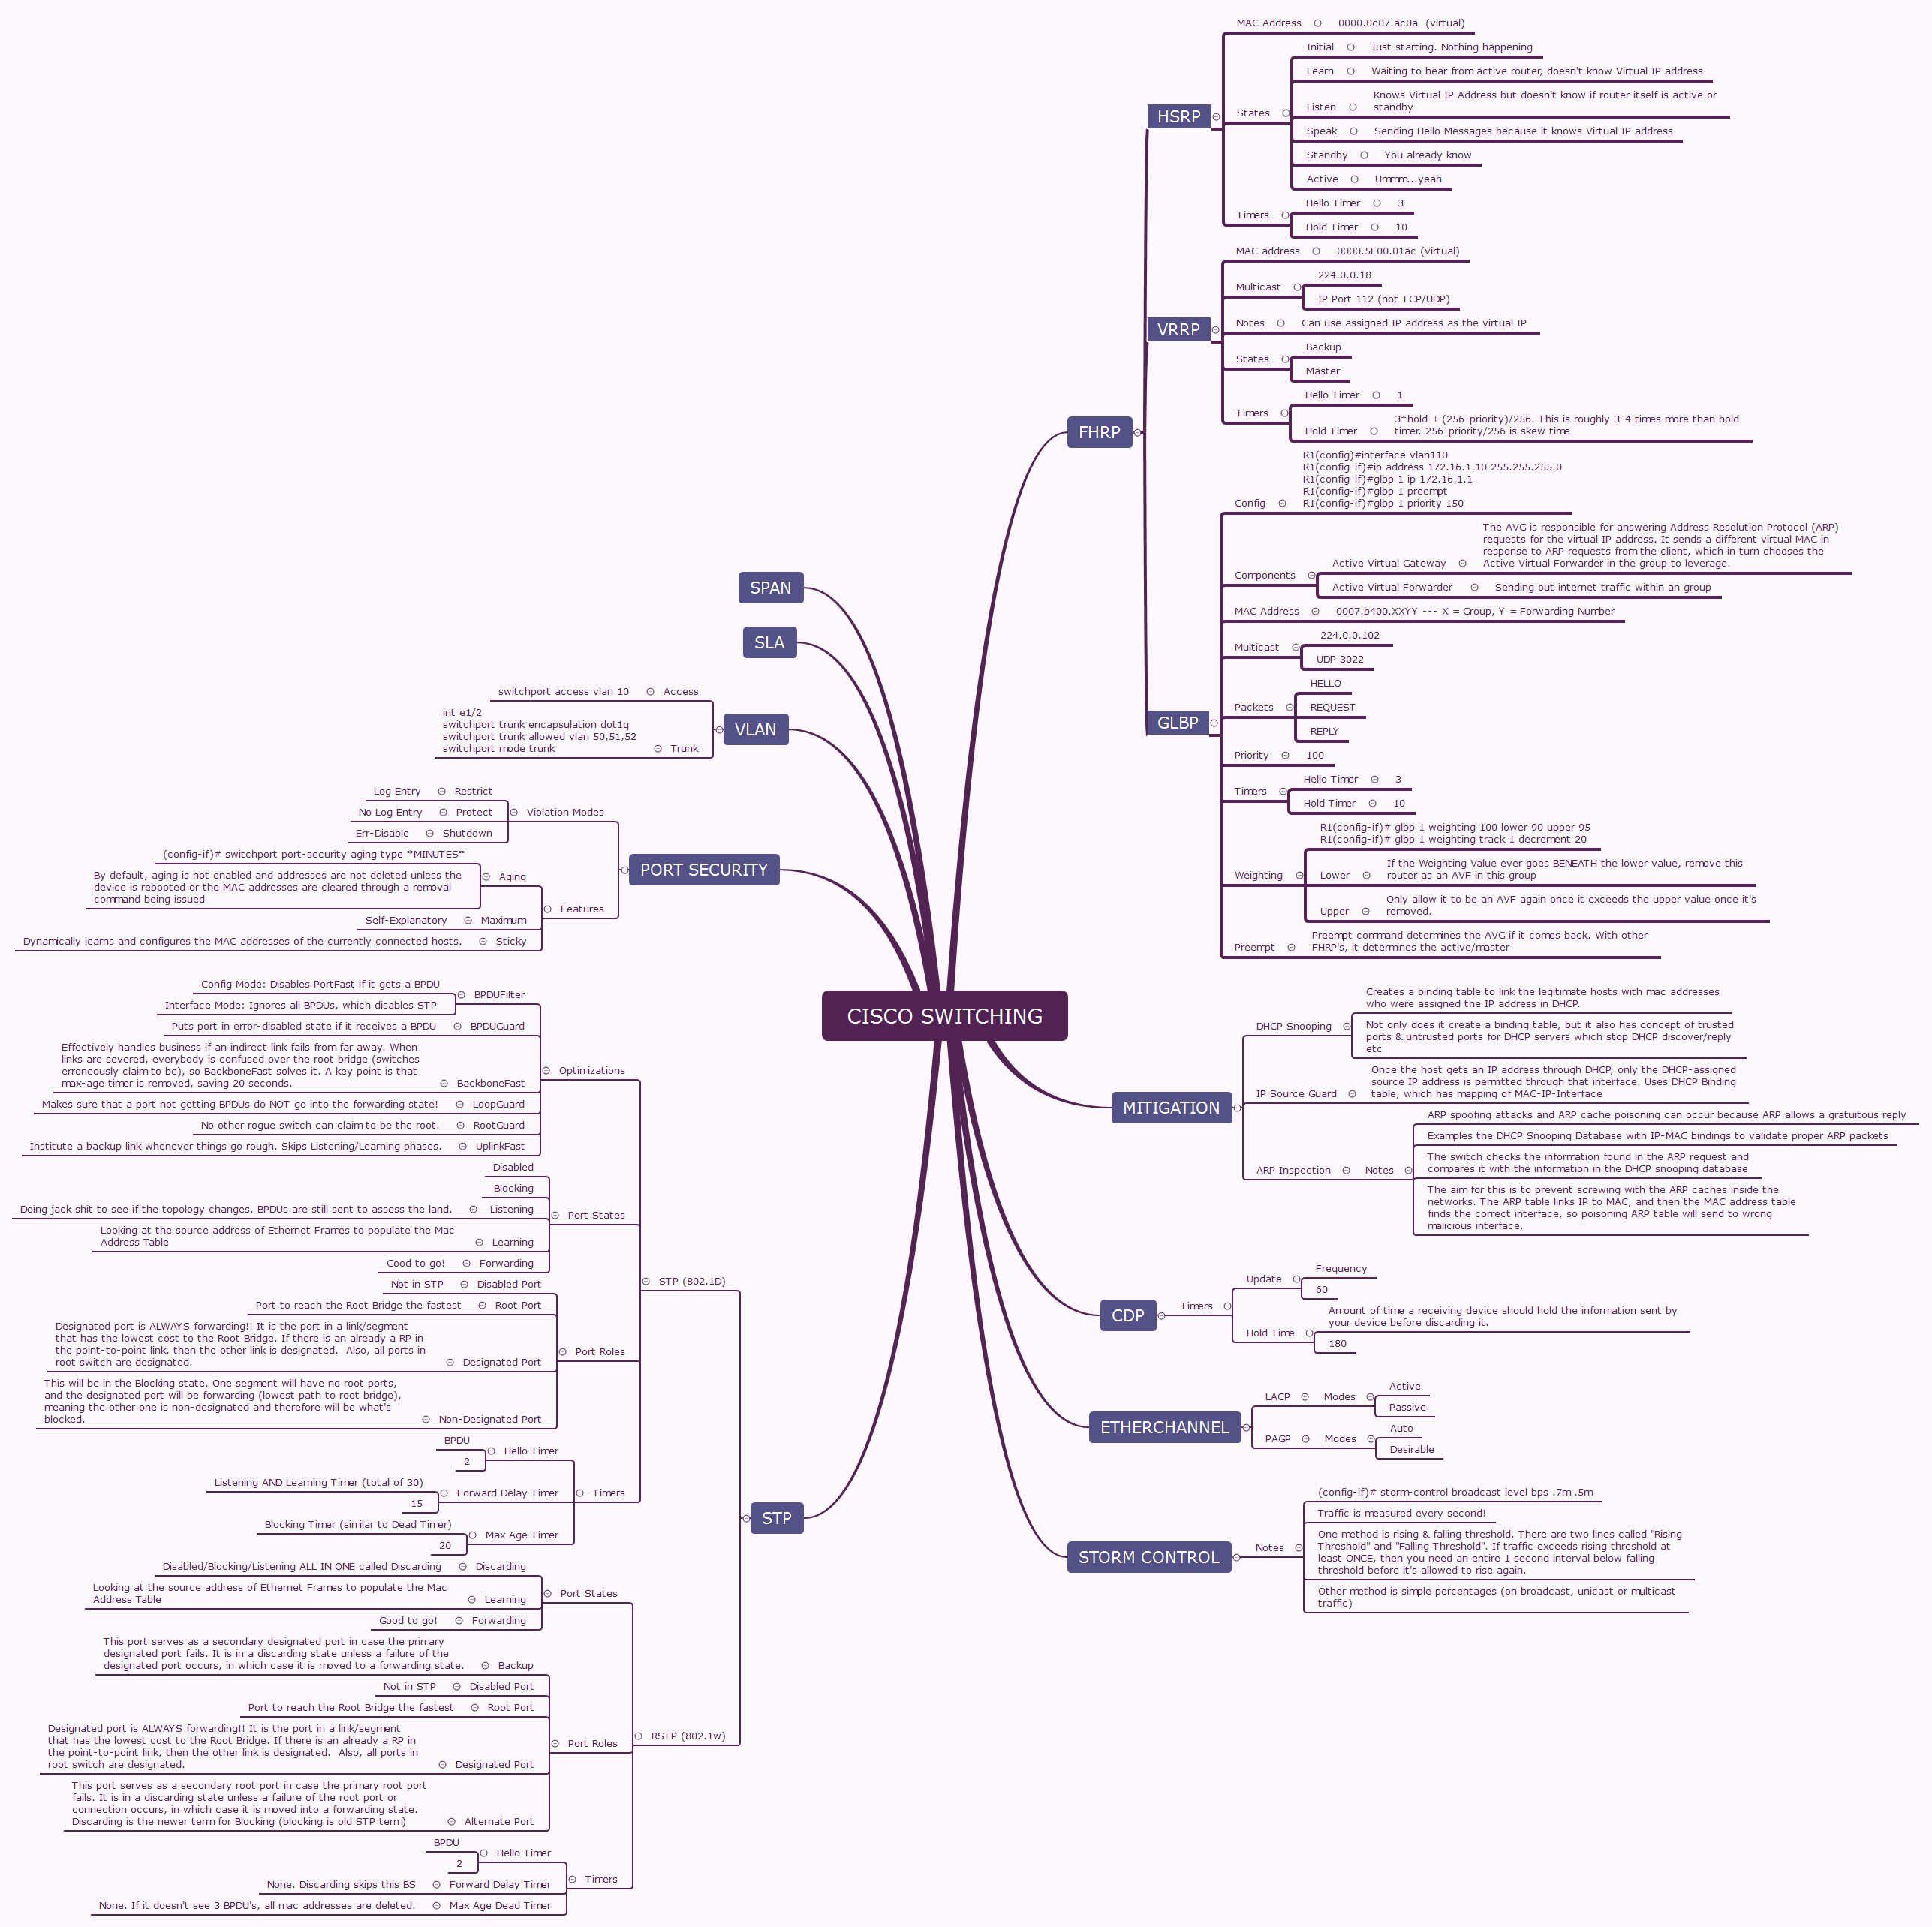 CISCO SWITCHING
FHRP
HSRP
MAC Address
0000.0c07.ac0a (virtual)
States
Initial
Just starting. Nothing happening
Learn
Waiting to hear from active router, doesn't know Virtual IP address
Listen
Knows Virtual IP Address but doesn't know if router itself is active or
standby
Speak
Sending Hello Messages because it knows Virtual IP address
Standby
You already know
Active
Ummm...yeah
Timers
Hello Timer
3
Hold Timer
10
VRRP
MAC address
0000.5E00.01ac (virtual)
Multicast
224.0.0.18
IP Port 112 (not TCP/UDP)
Notes
Can use assigned IP address as the virtual IP
States
Backup
Master
Timers
Hello Timer
1
Hold Timer
3*hold + (256-priority)/256. This is roughly 3-4 times more than hold
timer. 256-priority/256 is skew time
GLBP
Config
R1(config)#interface vlan110
R1(config-if)#ip address 172.16.1.10 255.255.255.0
R1(config-if)#glbp 1 ip 172.16.1.1
R1(config-if)#glbp 1 preempt
R1(config-if)#glbp 1 priority 150
Components
Active Virtual Gateway
The AVG is responsible for answering Address Resolution Protocol (ARP)
requests for the virtual IP address. It sends a different virtual MAC in
response to ARP requests from the client, which in turn chooses the
Active Virtual Forwarder in the group to leverage.
Active Virtual Forwarder
Sending out internet traffic within an group
MAC Address
0007.b400.XXYY --- X = Group, Y = Forwarding Number
Multicast
224.0.0.102
UDP 3022
Packets
HELLO
REQUEST
REPLY
Priority
100
Timers
Hello Timer
3
Hold Timer
10
Weighting
R1(config-if)# glbp 1 weighting 100 lower 90 upper 95
R1(config-if)# glbp 1 weighting track 1 decrement 20
Lower
If the Weighting Value ever goes BENEATH the lower value, remove this
router as an AVF in this group
Upper
Only allow it to be an AVF again once it exceeds the upper value once it's
removed.
Preempt
Preempt command determines the AVG if it comes back. With other
FHRP's, it determines the active/master
MITIGATION
DHCP Snooping
Creates a binding table to link the legitimate hosts with mac addresses
who were assigned the IP address in DHCP.
Not only does it create a binding table, but it also has concept of trusted
ports & untrusted ports for DHCP servers which stop DHCP discover/reply
etc
IP Source Guard
Once the host gets an IP address through DHCP, only the DHCP-assigned
source IP address is permitted through that interface. Uses DHCP Binding
table, which has mapping of MAC-IP-Interface
ARP Inspection
Notes
ARP spoofing attacks and ARP cache poisoning can occur because ARP allows a gratuitous reply
Examples the DHCP Snooping Database with IP-MAC bindings to validate proper ARP packets
The switch checks the information found in the ARP request and
compares it with the information in the DHCP snooping database
The aim for this is to prevent screwing with the ARP caches inside the
networks. The ARP table links IP to MAC, and then the MAC address table
finds the correct interface, so poisoning ARP table will send to wrong
malicious interface.
CDP
Timers
Update
Frequency
60
Hold Time
Amount of time a receiving device should hold the information sent by
your device before discarding it.
180
ETHERCHANNEL
LACP
Modes
Active
Passive
PAGP
Modes
Auto
Desirable
STORM CONTROL
Notes
(config-if)# storm-control broadcast level bps .7m .5m
Traffic is measured every second!
One method is rising & falling threshold. There are two lines called "Rising
Threshold" and "Falling Threshold". If traffic exceeds rising threshold at
least ONCE, then you need an entire 1 second interval below falling
threshold before it's allowed to rise again.
Other method is simple percentages (on broadcast, unicast or multicast
traffic)
SPAN
SLA
VLAN
Access
switchport access vlan 10
Trunk
int e1/2
switchport trunk encapsulation dot1q
switchport trunk allowed vlan 50,51,52
switchport mode trunk
PORT SECURITY
Violation Modes
Restrict
Log Entry
Protect
No Log Entry
Shutdown
Err-Disable
Features
Aging
(config-if)# switchport port-security aging type *MINUTES*
By default, aging is not enabled and addresses are not deleted unless the
device is rebooted or the MAC addresses are cleared through a removal
command being issued
Maximum
Self-Explanatory
Sticky
Dynamically learns and configures the MAC addresses of the currently connected hosts.
STP
STP (802.1D)
Optimizations
BPDUFilter
Config Mode: Disables PortFast if it gets a BPDU
Interface Mode: Ignores all BPDUs, which disables STP
BPDUGuard
Puts port in error-disabled state if it receives a BPDU
BackboneFast
Effectively handles business if an indirect link fails from far away. When
links are severed, everybody is confused over the root bridge (switches
erroneously claim to be), so BackboneFast solves it. A key point is that
max-age timer is removed, saving 20 seconds.
LoopGuard
Makes sure that a port not getting BPDUs do NOT go into the forwarding state!
RootGuard
No other rogue switch can claim to be the root.
UplinkFast
Institute a backup link whenever things go rough. Skips Listening/Learning phases.
Port States
Disabled
Blocking
Listening
Doing jack shit to see if the topology changes. BPDUs are still sent to assess the land.
Learning
Looking at the source address of Ethernet Frames to populate the Mac
Address Table
Forwarding
Good to go!
Port Roles
Disabled Port
Not in STP
Root Port
Port to reach the Root Bridge the fastest
Designated Port
Designated port is ALWAYS forwarding!! It is the port in a link/segment
that has the lowest cost to the Root Bridge. If there is an already a RP in
the point-to-point link, then the other link is designated. Also, all ports in
root switch are designated.
Non-Designated Port
This will be in the Blocking state. One segment will have no root ports,
and the designated port will be forwarding (lowest path to root bridge),
meaning the other one is non-designated and therefore will be what's
blocked.
Timers
Hello Timer
BPDU
2
Forward Delay Timer
Listening AND Learning Timer (total of 30)
15
Max Age Timer
Blocking Timer (similar to Dead Timer)
20
RSTP (802.1w)
Port States
Discarding
Disabled/Blocking/Listening ALL IN ONE called Discarding
Learning
Looking at the source address of Ethernet Frames to populate the Mac
Address Table
Forwarding
Good to go!
Port Roles
Backup
This port serves as a secondary designated port in case the primary
designated port fails. It is in a discarding state unless a failure of the
designated port occurs, in which case it is moved to a forwarding state.
Disabled Port
Not in STP
Root Port
Port to reach the Root Bridge the fastest
Designated Port
Designated port is ALWAYS forwarding!! It is the port in a link/segment
that has the lowest cost to the Root Bridge. If there is an already a RP in
the point-to-point link, then the other link is designated. Also, all ports in
root switch are designated.
Alternate Port
This port serves as a secondary root port in case the primary root port
fails. It is in a discarding state unless a failure of the root port or
connection occurs, in which case it is moved into a forwarding state.
Discarding is the newer term for Blocking (blocking is old STP term)
Timers
Hello Timer
BPDU
2
Forward Delay Timer
None. Discarding skips this BS
Max Age Dead Timer
None. If it doesn't see 3 BPDU's, all mac addresses are deleted.